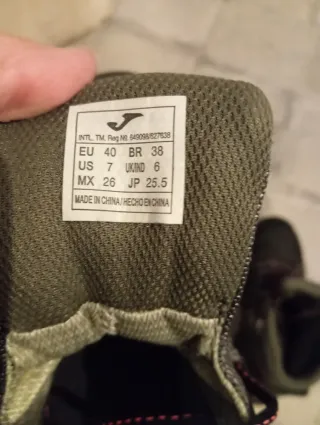 INTL. TM. Reg Nº. 649098/827638
EU 40 BR 38
US 7 UK/IND 6
MX 26 JP 25.5
MADE IN CHINA / HECHO EN CHINA